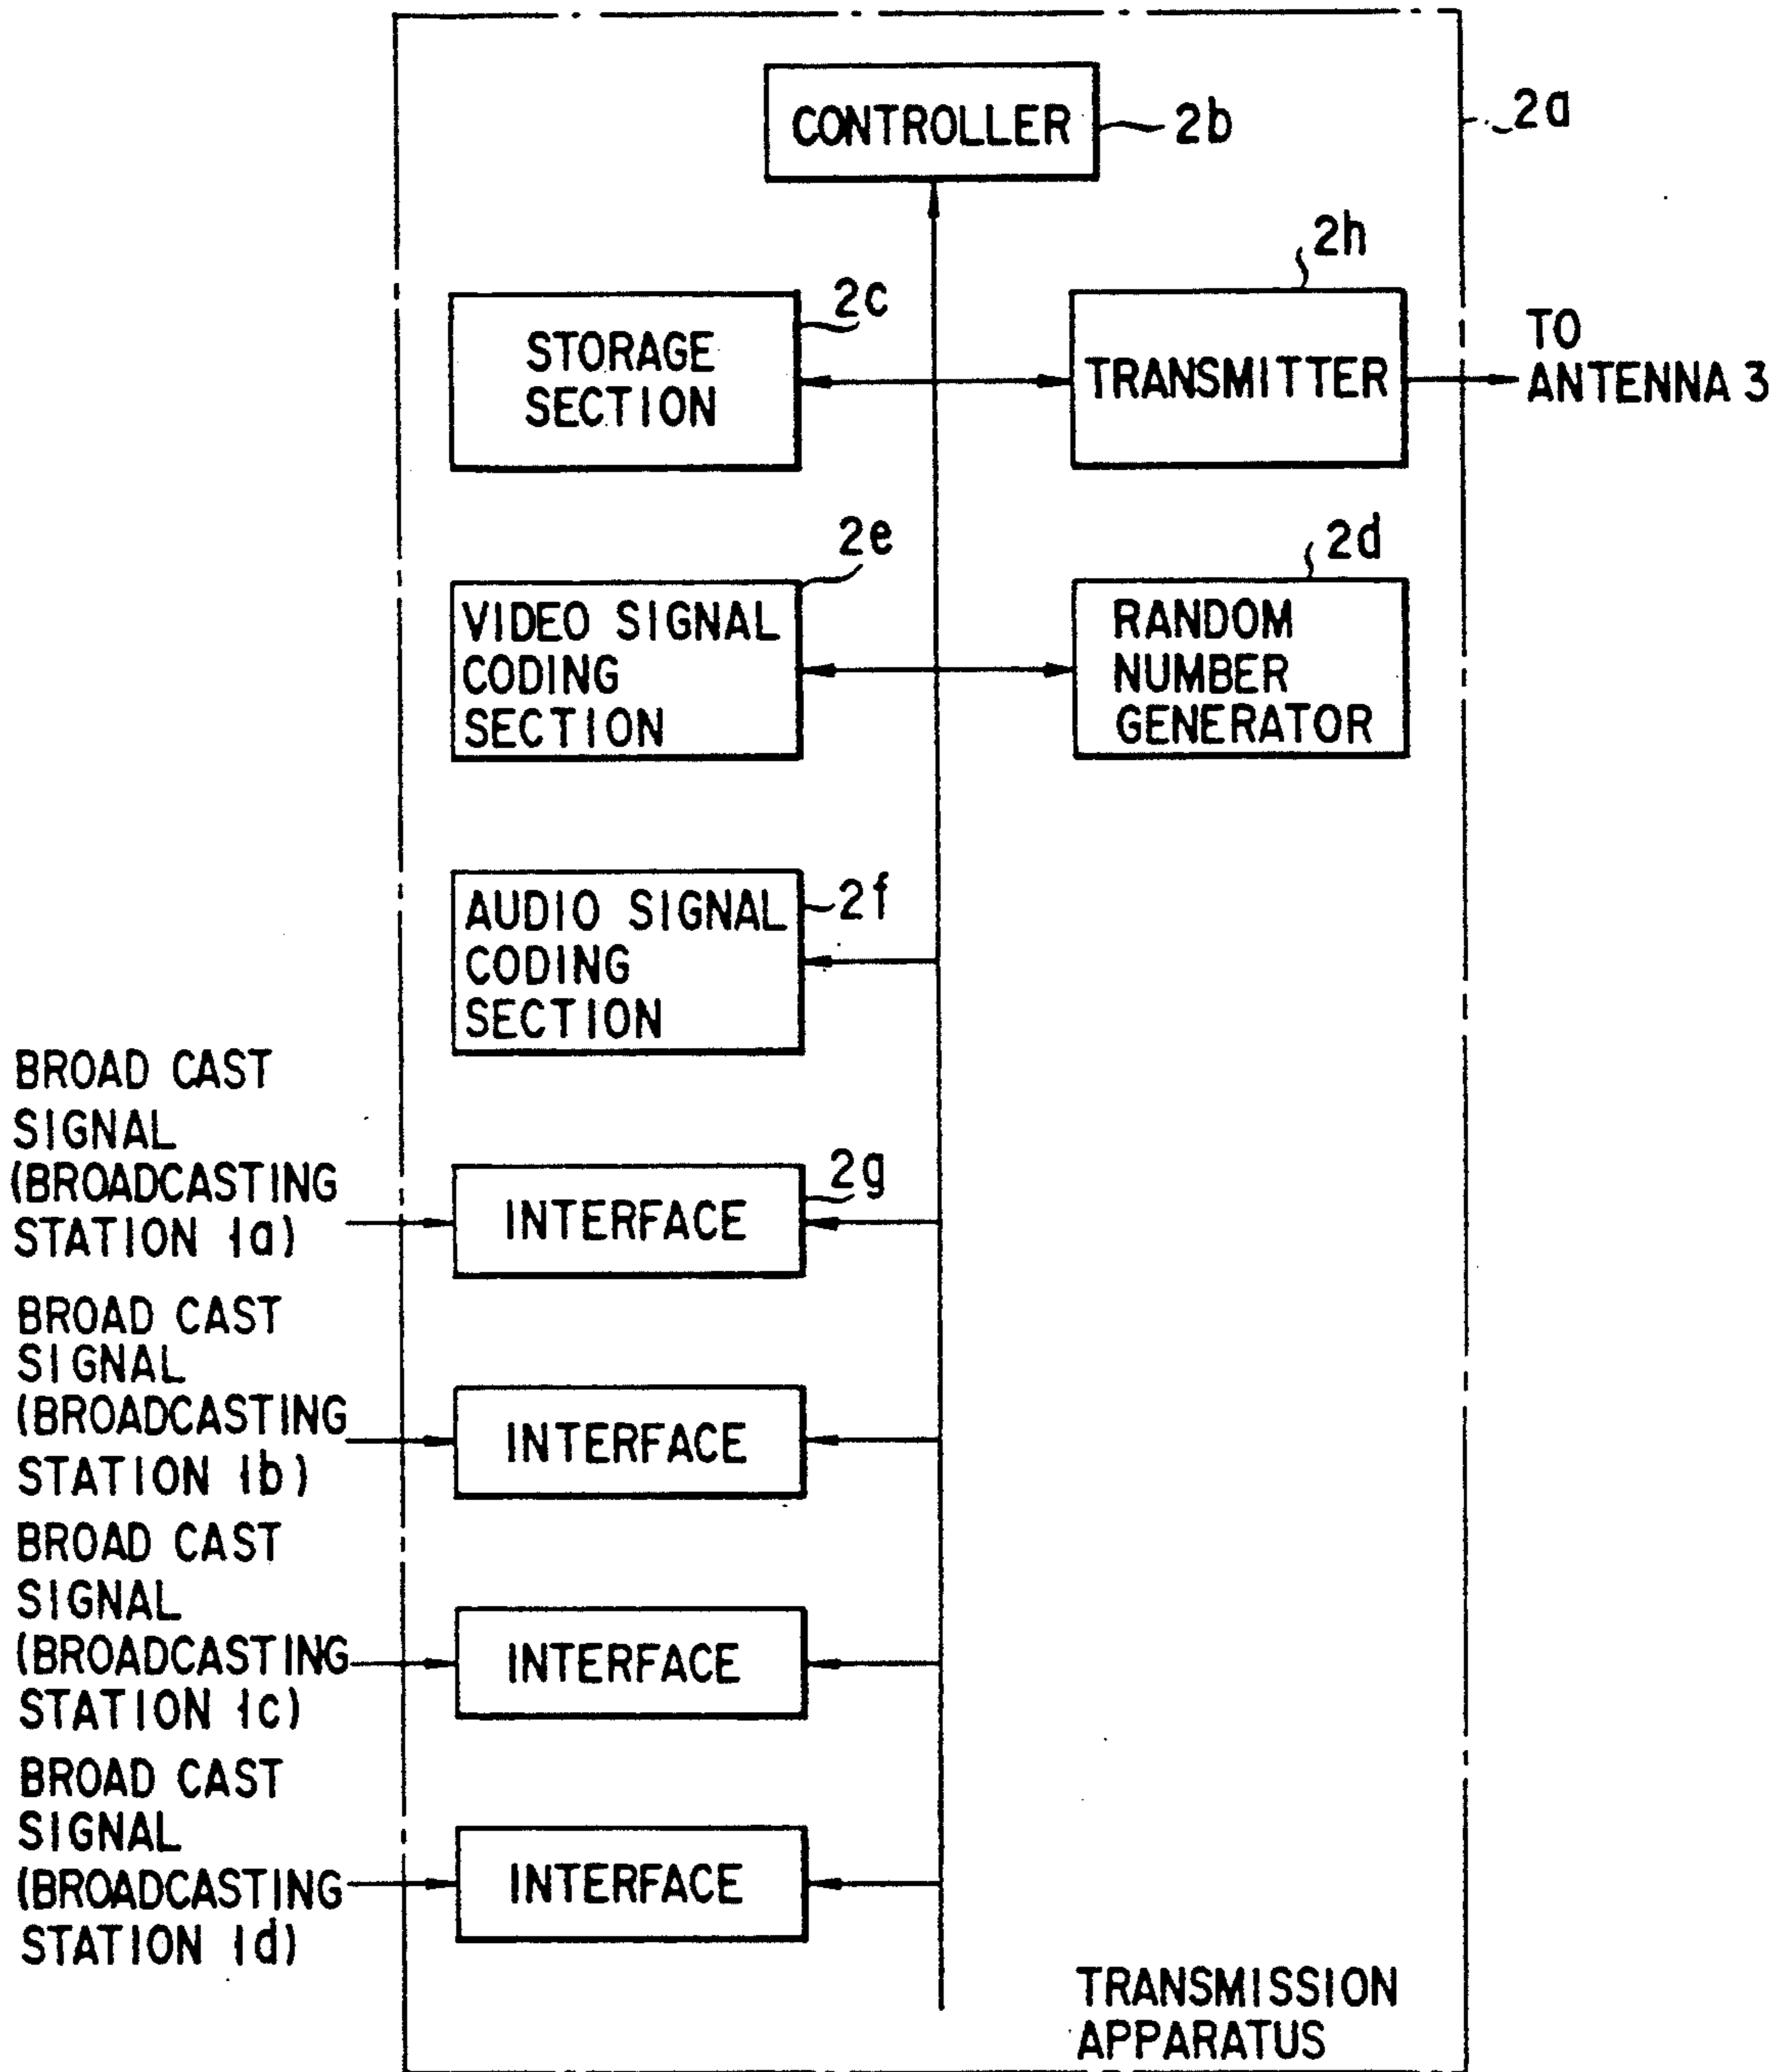 CONTROLLER
2b
2a
2h
2c
STORAGE
SECTION
TRANSMITTER
TO
ANTENNA 3
2e
2d
VIDEO SIGNAL
CODING
SECTION
RANDOM
NUMBER
GENERATOR
AUDIO SIGNAL
CODING
SECTION
2f
BROAD CAST
SIGNAL
(BROADCASTING
STATION 1a)
INTERFACE
2g
BROAD CAST
SIGNAL
(BROADCASTING
STATION 1b)
INTERFACE
BROAD CAST
SIGNAL
(BROADCASTING
STATION 1c)
INTERFACE
BROAD CAST
SIGNAL
(BROADCASTING
STATION 1d)
INTERFACE
TRANSMISSION
APPARATUS